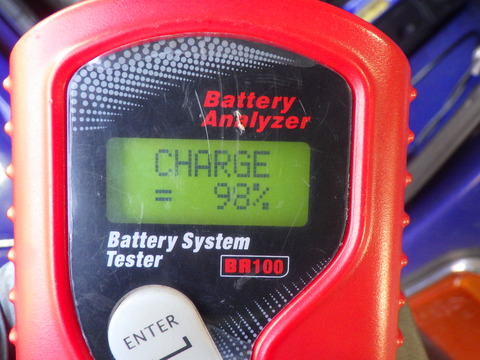 Battery
Analyzer
CHARGE
= 98%
Battery System
Tester
BR100
ENTER